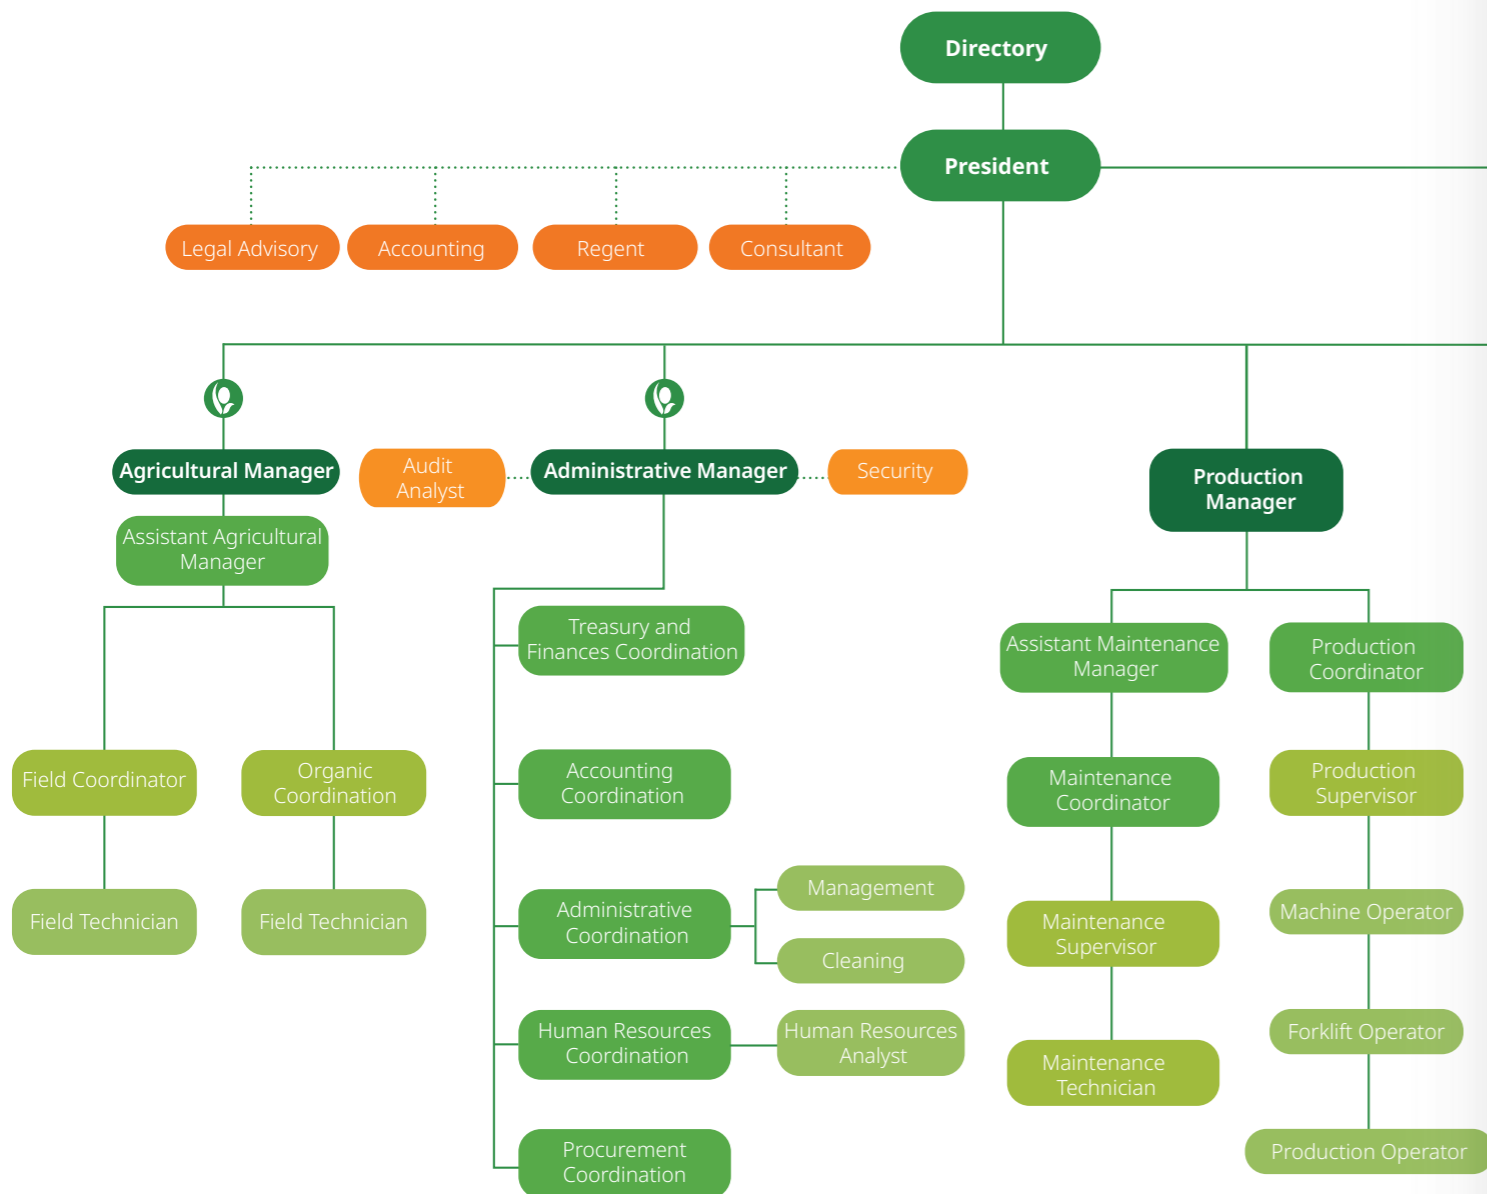 Directory
President
Legal Advisory
Accounting
Regent
Consultant
Agricultural Manager
Audit
Analyst
Administrative Manager
Security
Production
Manager
Assistant Agricultural
Manager
Treasury and
Finances Coordination
Assistant Maintenance
Manager
Production
Coordinator
Field Coordinator
Organic
Coordination
Accounting
Coordination
Maintenance
Coordinator
Production
Supervisor
Field Technician
Field Technician
Administrative
Coordination
Management
Cleaning
Maintenance
Supervisor
Machine Operator
Human Resources
Coordination
Human Resources
Analyst
Maintenance
Technician
Forklift Operator
Procurement
Coordination
Production Operator